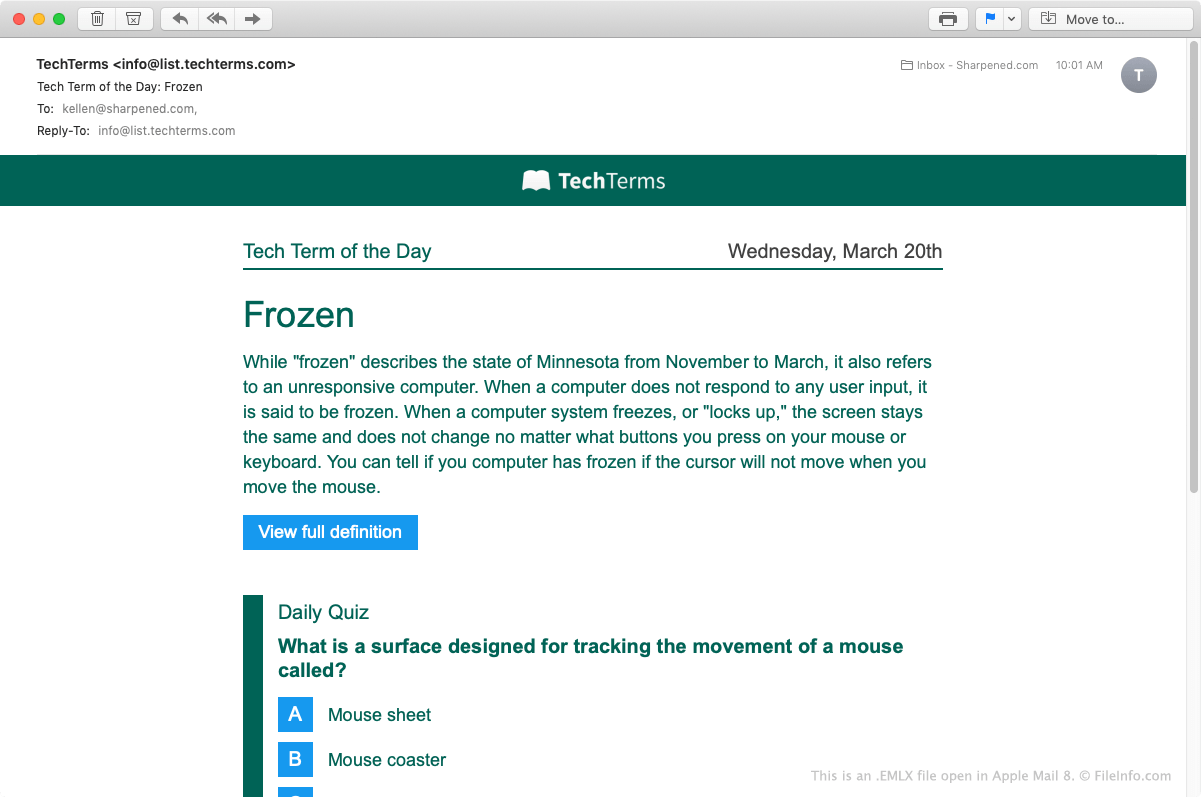 Move to...
TechTerms <info@list.techterms.com>
Inbox - Sharpened.com
10:01 AM
T
Tech Term of the Day: Frozen
To: kellen@sharpened.com,
Reply-To: info@list.techterms.com
TechTerms
Tech Term of the Day
Wednesday, March 20th
Frozen
While "frozen" describes the state of Minnesota from November to March, it also refers
to an unresponsive computer. When a computer does not respond to any user input, it
is said to be frozen. When a computer system freezes, or "locks up," the screen stays
the same and does not change no matter what buttons you press on your mouse or
keyboard. You can tell if you computer has frozen if the cursor will not move when you
move the mouse.
View full definition
Daily Quiz
What is a surface designed for tracking the movement of a mouse
called?
A Mouse sheet
B Mouse coaster
This is an .EMLX file open in Apple Mail 8. © FileInfo.com